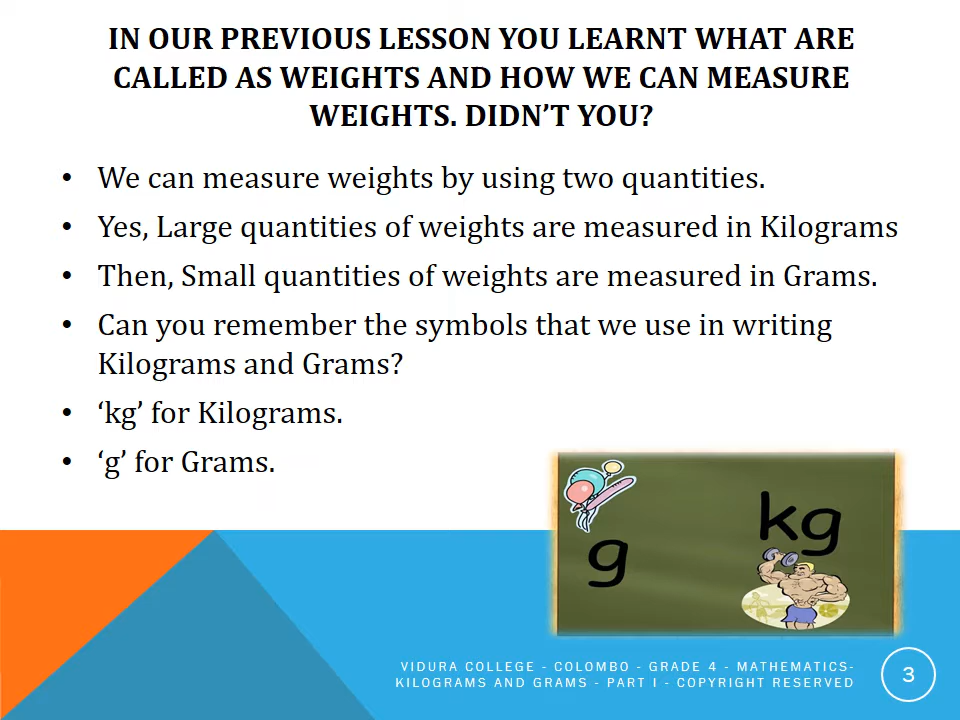 IN OUR PREVIOUS LESSON YOU LEARNT WHAT ARE
CALLED AS WEIGHTS AND HOW WE CAN MEASURE
WEIGHTS. DIDN’T YOU?
• We can measure weights by using two quantities.
• Yes, Large quantities of weights are measured in Kilograms
• Then, Small quantities of weights are measured in Grams.
• Can you remember the symbols that we use in writing
Kilograms and Grams?
• ‘kg’ for Kilograms.
• ‘g’ for Grams.
g
kg
VIDURA COLLEGE - COLOMBO - GRADE 4 - MATHEMATICS-
KILOGRAMS AND GRAMS - PART I - COPYRIGHT RESERVED
3